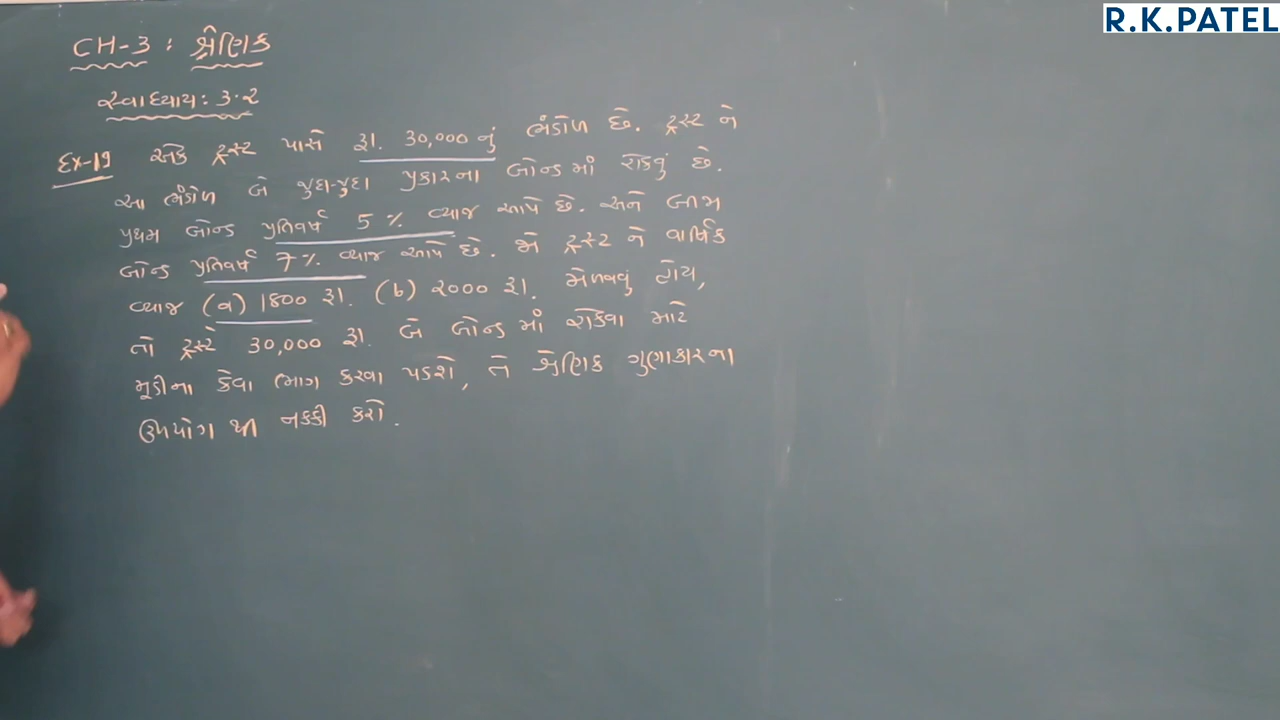 R.K.PATEL
CH-3 : શ્રેણિક
સ્વાધ્યાય: 3.2
Ex-19 એક ટ્રસ્ટ પાસે રૂા. 30,000 નું ભંડોળ છે. ટ્રસ્ટ ને
આ ભંડોળ બે જુદા-જુદા પ્રકારના બોન્ડ માં રોકવું છે.
પ્રથમ બોન્ડ પ્રતિવર્ષ 5 % વ્યાજ આપે છે. અને બીજા
બોન્ડ પ્રતિવર્ષ 7 % વ્યાજ આપે છે. જો ટ્રસ્ટ ને વાર્ષિક
વ્યાજ (a) 1800 રૂા. (b) 2000 રૂા. મેળવવું હોય,
તો ટ્રસ્ટે 30,000 રૂા. બે બોન્ડ માં રોકવા માટે
મૂડીના કેવા ભાગ કરવા પડશે, તે શ્રેણિક ગુણાકારના
ઉપયોગ થી નક્કી કરો.